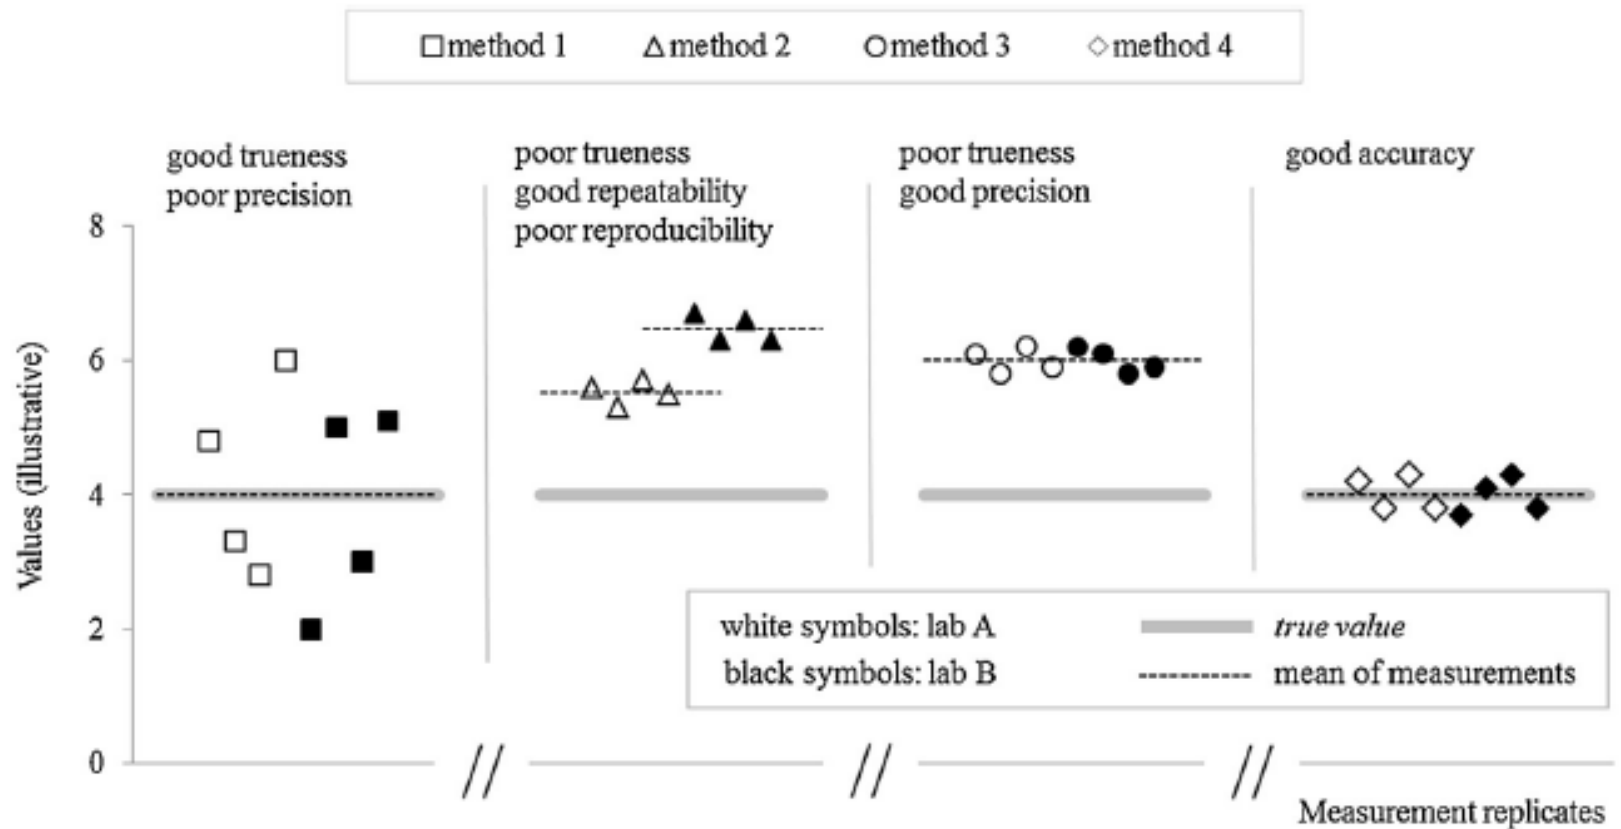 method 1 method 2 method 3 method 4
good trueness
poor precision
poor trueness
good repeatability
poor reproducibility
poor trueness
good precision
good accuracy
Values (illustrative)
8
6
4
2
0
white symbols: lab A
black symbols: lab B
true value
mean of measurements
Measurement replicates